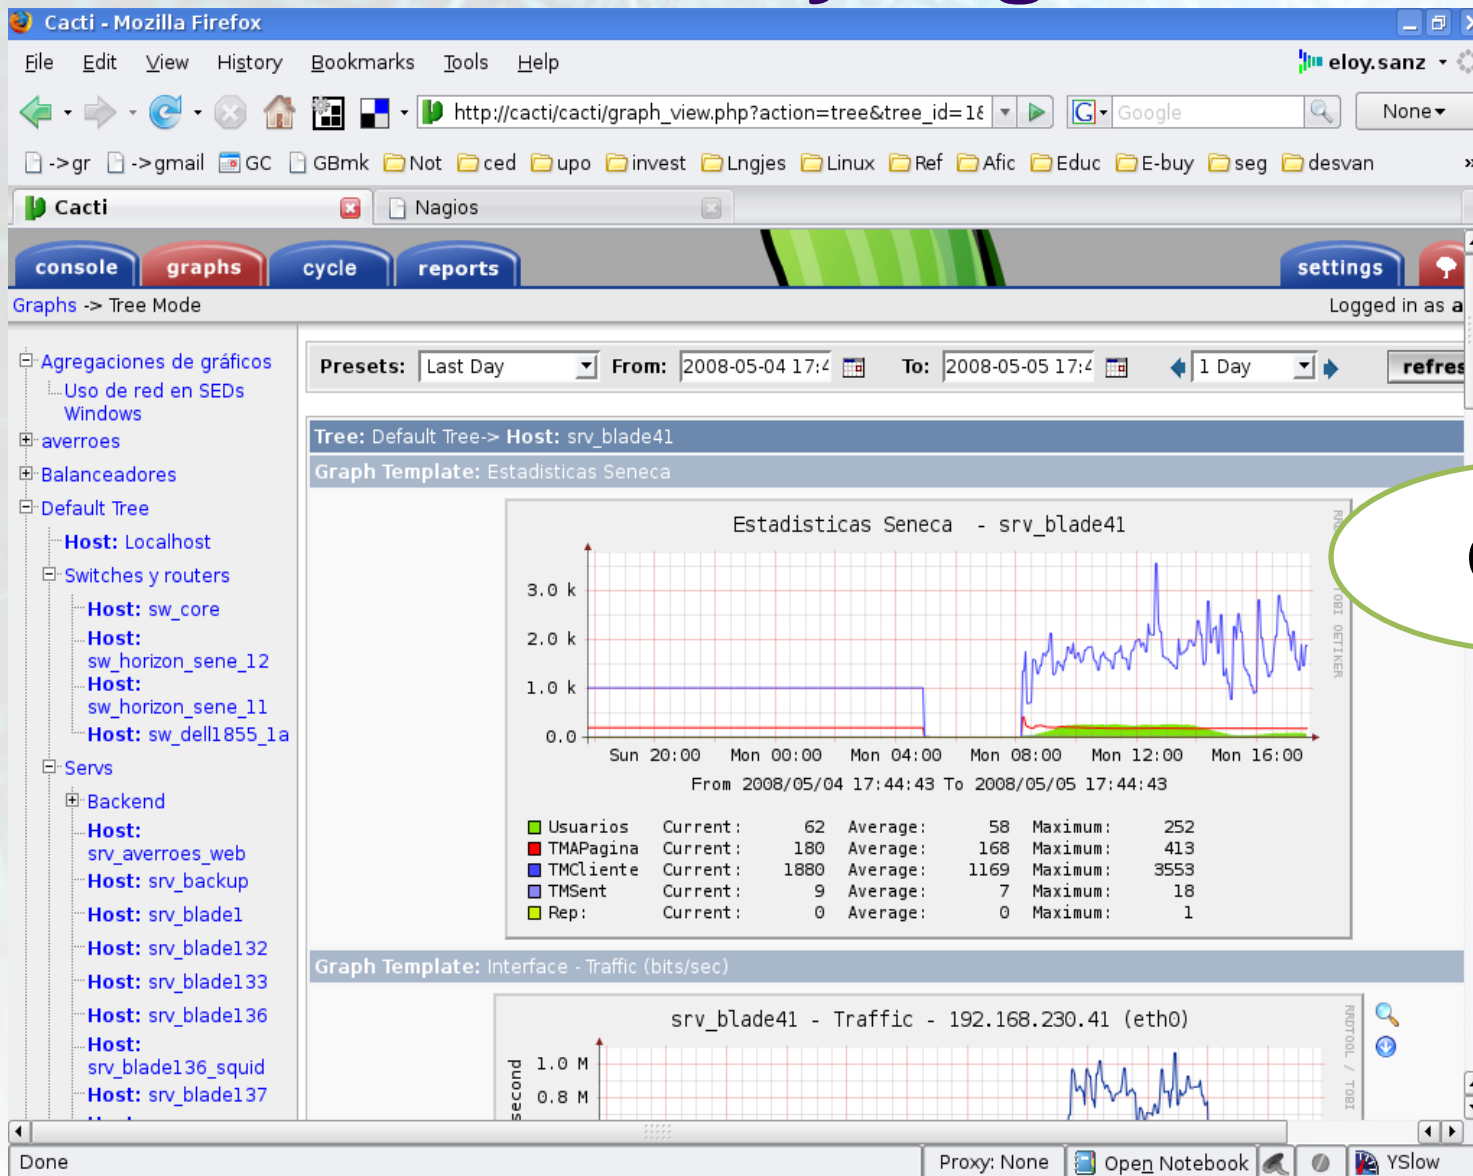 y
Cacti - Mozilla Firefox
File Edit View History Bookmarks Tools Help
eloy.sanz
http://cacti/cacti/graph_view.php?action=tree&tree_id=1&
Google
None
->gr ->gmail GC GBmk Not ced upo invest Lngjes Linux Ref Afic Educ E-buy seg desvan »
Cacti
Nagios
console graphs cycle reports settings
Graphs -> Tree Mode
Logged in as a
Agregaciones de gráficos
Uso de red en SEDs
Windows
averroes
Balanceadores
Default Tree
Host: Localhost
Switches y routers
Host: sw_core
Host:
sw_horizon_sene_12
Host:
sw_horizon_sene_11
Host: sw_dell1855_1a
Servs
Backend
Host:
srv_averroes_web
Host: srv_backup
Host: srv_blade1
Host: srv_blade132
Host: srv_blade133
Host: srv_blade136
Host:
srv_blade136_squid
Host: srv_blade137
Presets: Last Day From: 2008-05-04 17:4 To: 2008-05-05 17:4 1 Day refres
Tree: Default Tree-> Host: srv_blade41
Graph Template: Estadisticas Seneca
Estadisticas Seneca - srv_blade41
3.0 k
2.0 k
1.0 k
0.0
Sun 20:00 Mon 00:00 Mon 04:00 Mon 08:00 Mon 12:00 Mon 16:00
From 2008/05/04 17:44:43 To 2008/05/05 17:44:43
Usuarios Current: 62 Average: 58 Maximum: 252
TMAPagina Current: 180 Average: 168 Maximum: 413
TMCliente Current: 1880 Average: 1169 Maximum: 3553
TMSent Current: 9 Average: 7 Maximum: 18
Rep: Current: 0 Average: 0 Maximum: 1
TOBI OETIKER
Graph Template: Interface - Traffic (bits/sec)
srv_blade41 - Traffic - 192.168.230.41 (eth0)
1.0 M
0.8 M
second
RRDTOOL / TOBI
Done
Proxy: None
Open Notebook
YSlow